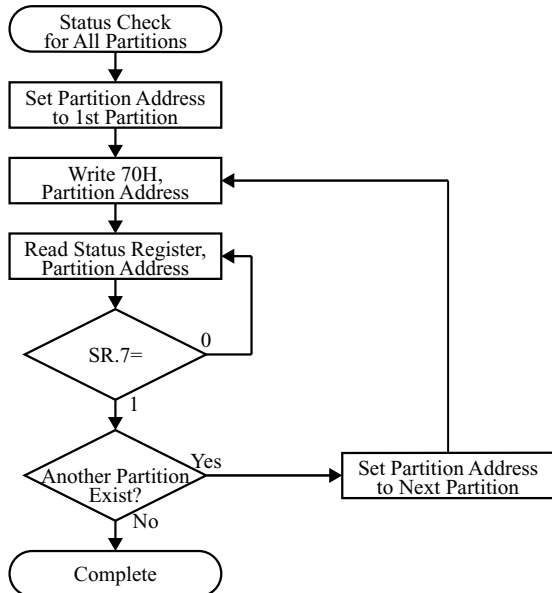 Status Check
for All Partitions
Set Partition Address
to 1st Partition
Write 70H,
Partition Address
Read Status Register,
Partition Address
SR.7=
0
1
Another Partition
Exist?
Yes
Set Partition Address
to Next Partition
No
Complete